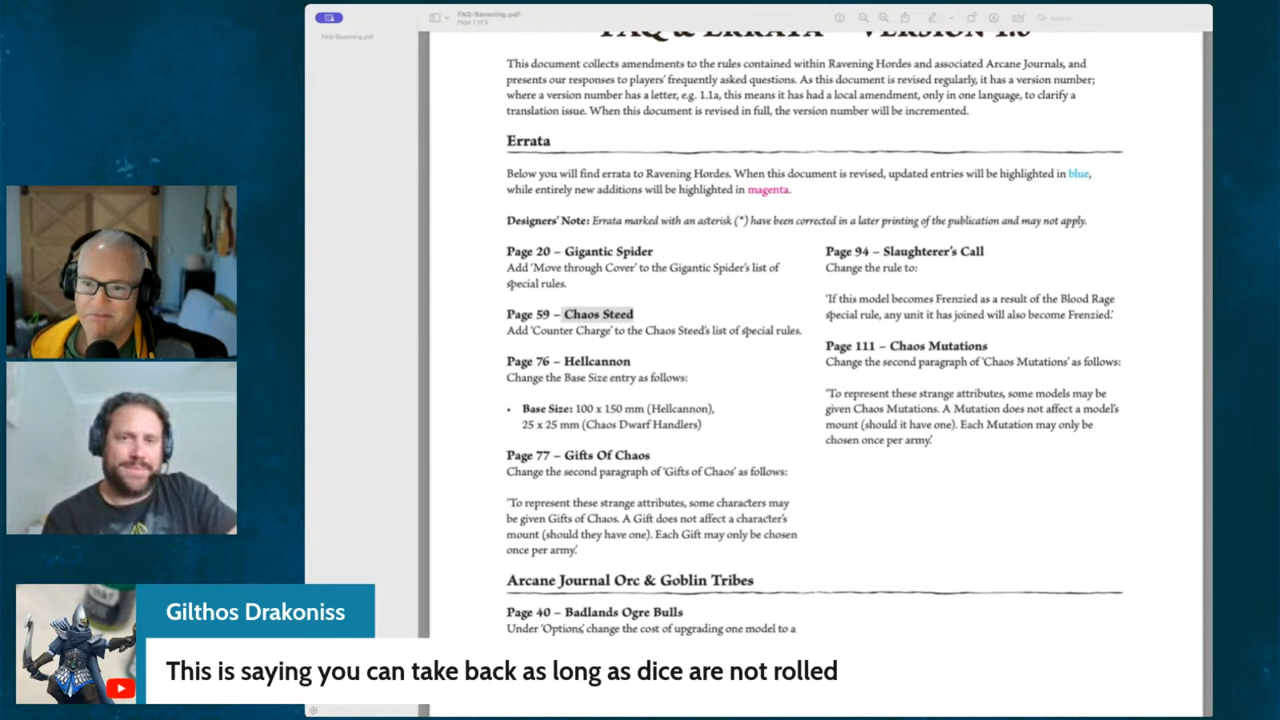 FAQ-Ravening.pdf
Page 1 of 3
Search
FAQ-Ravening.pdf
FAQ & ERRATA – VERSION 1.5
This document collects amendments to the rules contained within Ravening Hordes and associated Arcane Journals, and
presents our responses to players' frequently asked questions. As this document is revised regularly, it has a version number;
where a version number has a letter, e.g. 1.1a, this means it has had a local amendment, only in one language, to clarify a
translation issue. When this document is revised in full, the version number will be incremented.
Errata
Below you will find errata to Ravening Hordes. When this document is revised, updated entries will be highlighted in blue,
while entirely new additions will be highlighted in magenta.
Designers' Note: Errata marked with an asterisk (*) have been corrected in a later printing of the publication and may not apply.
Page 20 – Gigantic Spider
Add 'Move through Cover' to the Gigantic Spider's list of
special rules.
Page 59 – Chaos Steed
Add 'Counter Charge' to the Chaos Steed's list of special rules.
Page 76 – Hellcannon
Change the Base Size entry as follows:
• Base Size: 100 x 150 mm (Hellcannon),
25 x 25 mm (Chaos Dwarf Handlers)
Page 77 – Gifts Of Chaos
Change the second paragraph of 'Gifts of Chaos' as follows:
'To represent these strange attributes, some characters may
be given Gifts of Chaos. A Gift does not affect a character's
mount (should they have one). Each Gift may only be chosen
once per army.'
Page 94 – Slaughterer's Call
Change the rule to:
'If this model becomes Frenzied as a result of the Blood Rage
special rule, any unit it has joined will also become Frenzied.'
Page 111 – Chaos Mutations
Change the second paragraph of 'Chaos Mutations' as follows:
'To represent these strange attributes, some models may be
given Chaos Mutations. A Mutation does not affect a model's
mount (should it have one). Each Mutation may only be
chosen once per army.'
Arcane Journal Orc & Goblin Tribes
Page 40 – Badlands Ogre Bulls
Under 'Options', change the cost of upgrading one model to a
Gilthos Drakoniss
This is saying you can take back as long as dice are not rolled